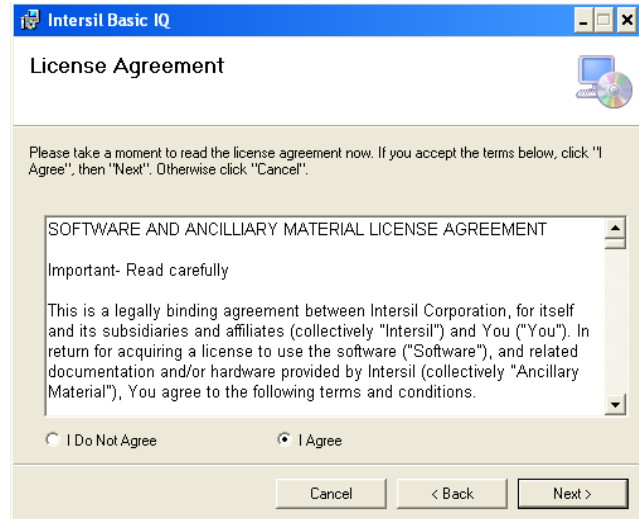 Intersil Basic IQ
License Agreement
Please take a moment to read the license agreement now. If you accept the terms below, click "I
Agree", then "Next". Otherwise click "Cancel".
SOFTWARE AND ANCILLIARY MATERIAL LICENSE AGREEMENT
Important- Read carefully
This is a legally binding agreement between Intersil Corporation, for itself
and its subsidiaries and affiliates (collectively "Intersil") and You ("You"). In
return for acquiring a license to use the software ("Software"), and related
documentation and/or hardware provided by Intersil (collectively "Ancillary
Material"), You agree to the following terms and conditions.
I Do Not Agree I Agree
Cancel < Back Next >